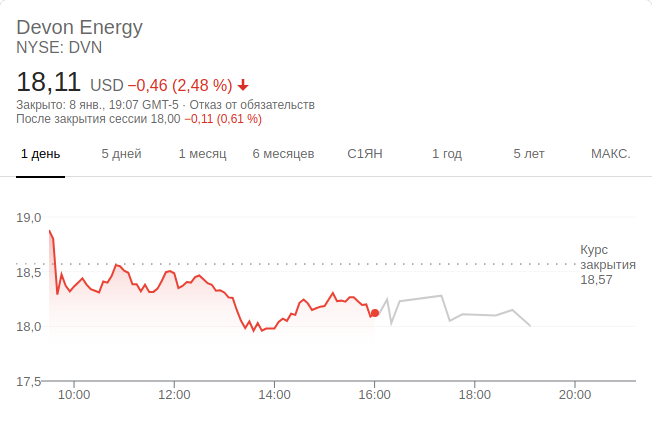 Devon Energy
NYSE: DVN
18,11 USD −0,46 (2,48 %)
Закрыто: 8 янв., 19:07 GMT-5 · Отказ от обязательств
После закрытия сессии 18,00 −0,11 (0,61 %)
1 день 5 дней 1 месяц 6 месяцев С1ЯН 1 год 5 лет МАКС.
19,0
Курс
закрытия
18,57
18,5
18,0
17,5
10:00 12:00 14:00 16:00 18:00 20:00